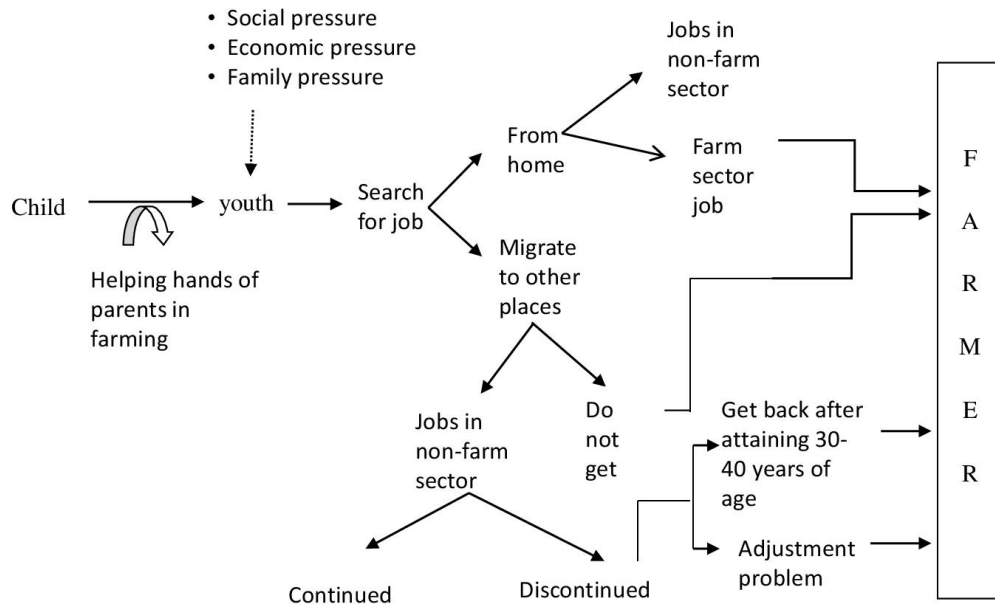 • Social pressure
• Economic pressure
• Family pressure
Jobs in
non-farm
sector
From
home
Farm
sector
job
Child
youth
Search
for job
Helping hands of
parents in
farming
Migrate
to other
places
Jobs in
non-farm
sector
Do
not
get
Get back after
attaining 30-
40 years of
age
Continued
Discontinued
Adjustment
problem
F
A
R
M
E
R